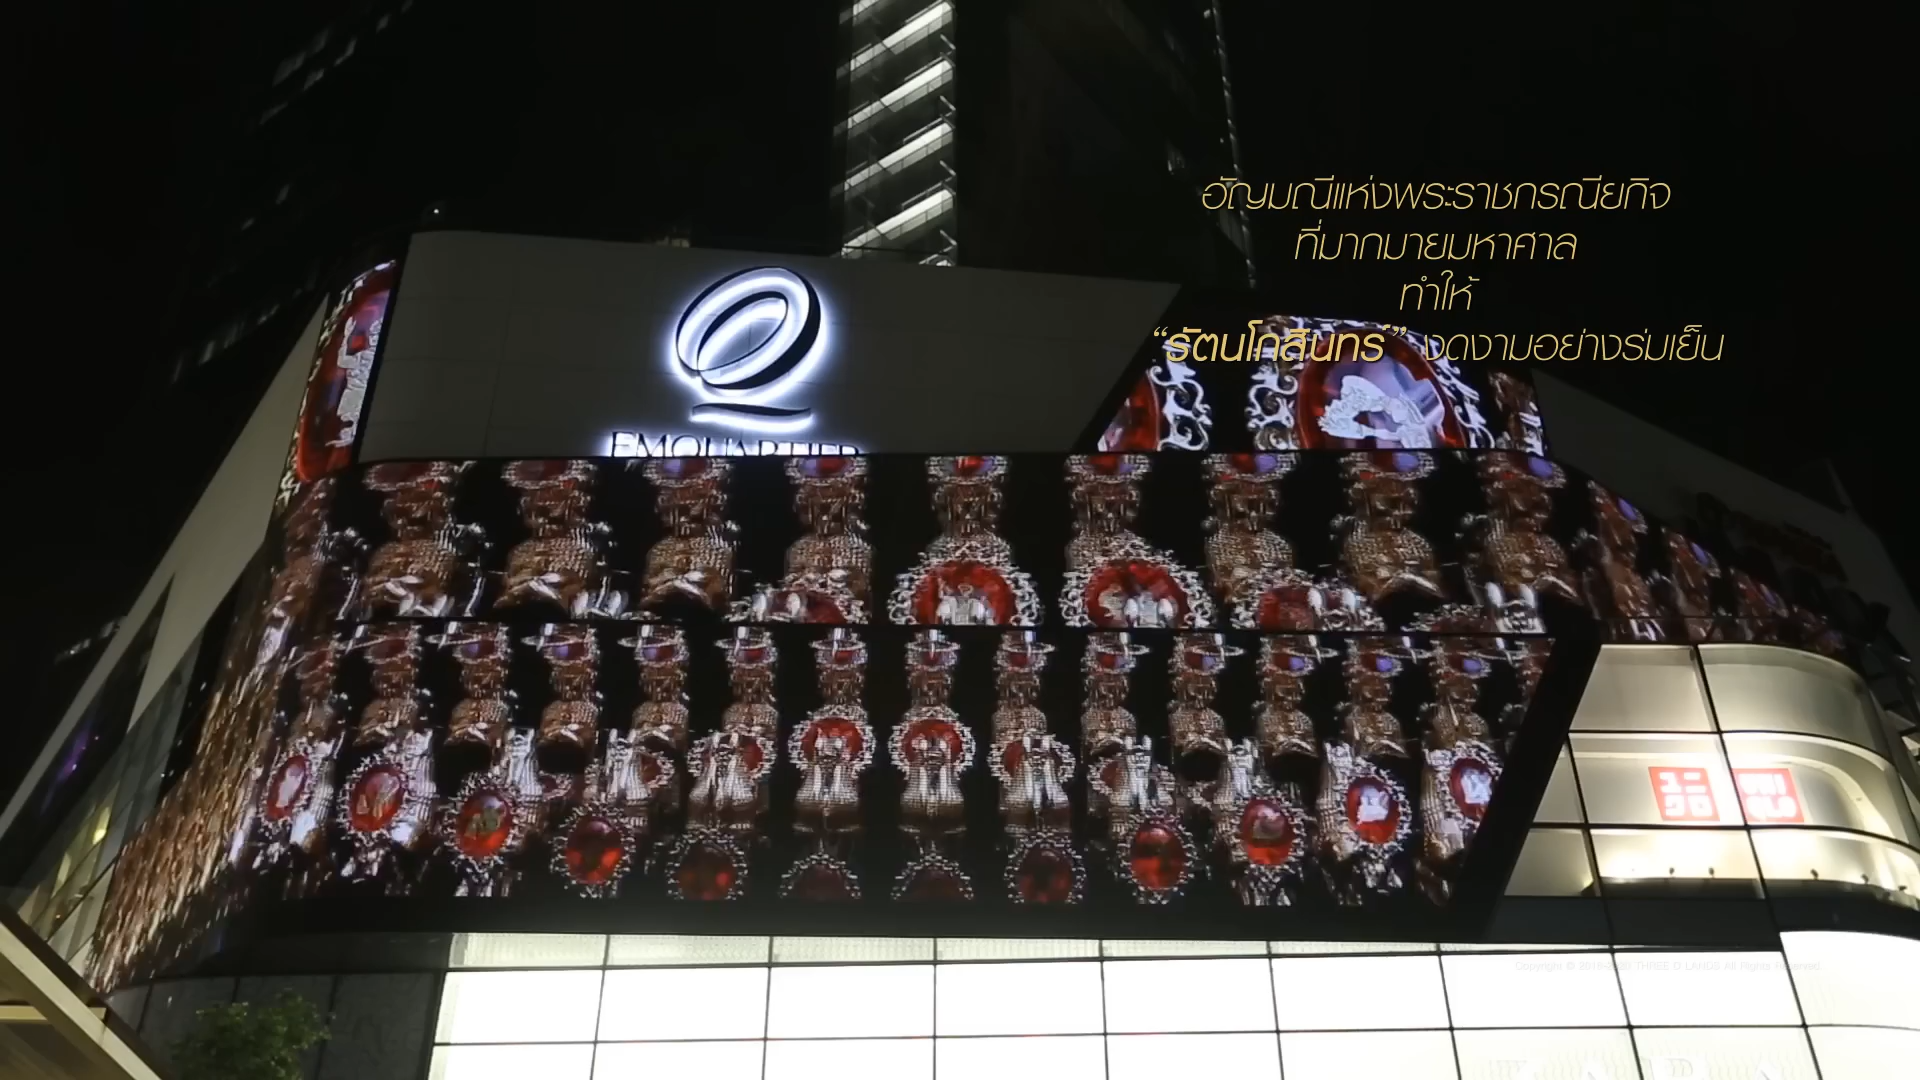 อัญมณีแห่งพระราชกรณียกิจ
ที่มากมายมหาศาล
ทำให้
“รัตนโกสินทร์” งดงามอย่างร่มเย็น
EMQUARTIER
UNI
QLO